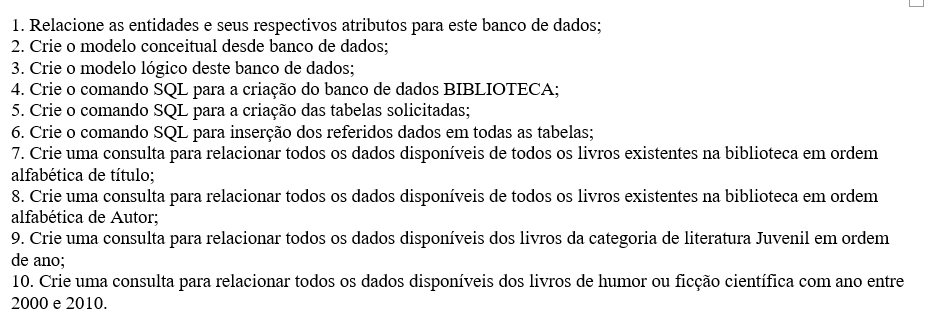 1. Relacione as entidades e seus respectivos atributos para este banco de dados;
2. Crie o modelo conceitual desde banco de dados;
3. Crie o modelo lógico deste banco de dados;
4. Crie o comando SQL para a criação do banco de dados BIBLIOTECA;
5. Crie o comando SQL para a criação das tabelas solicitadas;
6. Crie o comando SQL para inserção dos referidos dados em todas as tabelas;
7. Crie uma consulta para relacionar todos os dados disponíveis de todos os livros existentes na biblioteca em ordem
alfabética de título;
8. Crie uma consulta para relacionar todos os dados disponíveis de todos os livros existentes na biblioteca em ordem
alfabética de Autor;
9. Crie uma consulta para relacionar todos os dados disponíveis dos livros da categoria de literatura Juvenil em ordem
de ano;
10. Crie uma consulta para relacionar todos os dados disponíveis dos livros de humor ou ficção científica com ano entre
2000 e 2010.